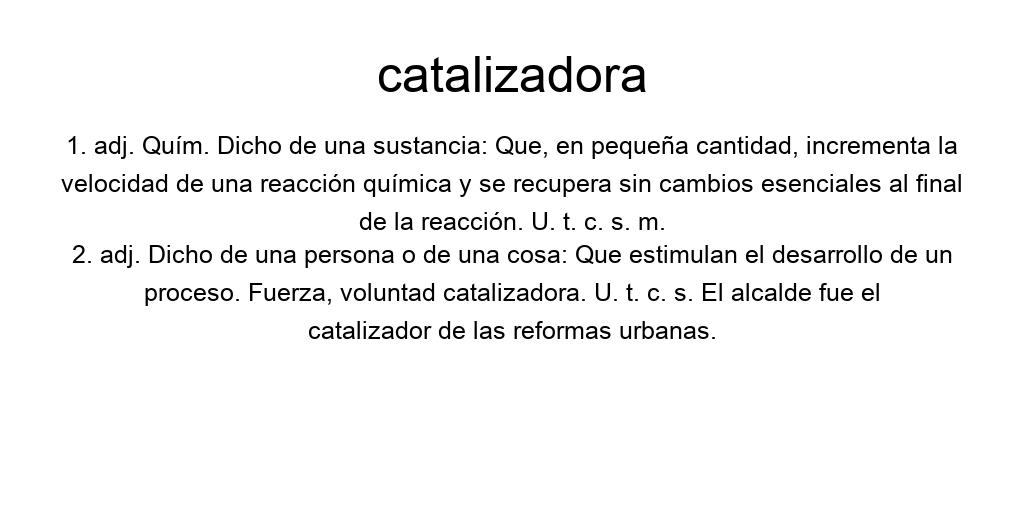 catalizadora
1. adj. Quím. Dicho de una sustancia: Que, en pequeña cantidad, incrementa la
velocidad de una reacción química y se recupera sin cambios esenciales al final
de la reacción. U. t. c. s. m.
2. adj. Dicho de una persona o de una cosa: Que estimulan el desarrollo de un
proceso. Fuerza, voluntad catalizadora. U. t. c. s. El alcalde fue el
catalizador de las reformas urbanas.